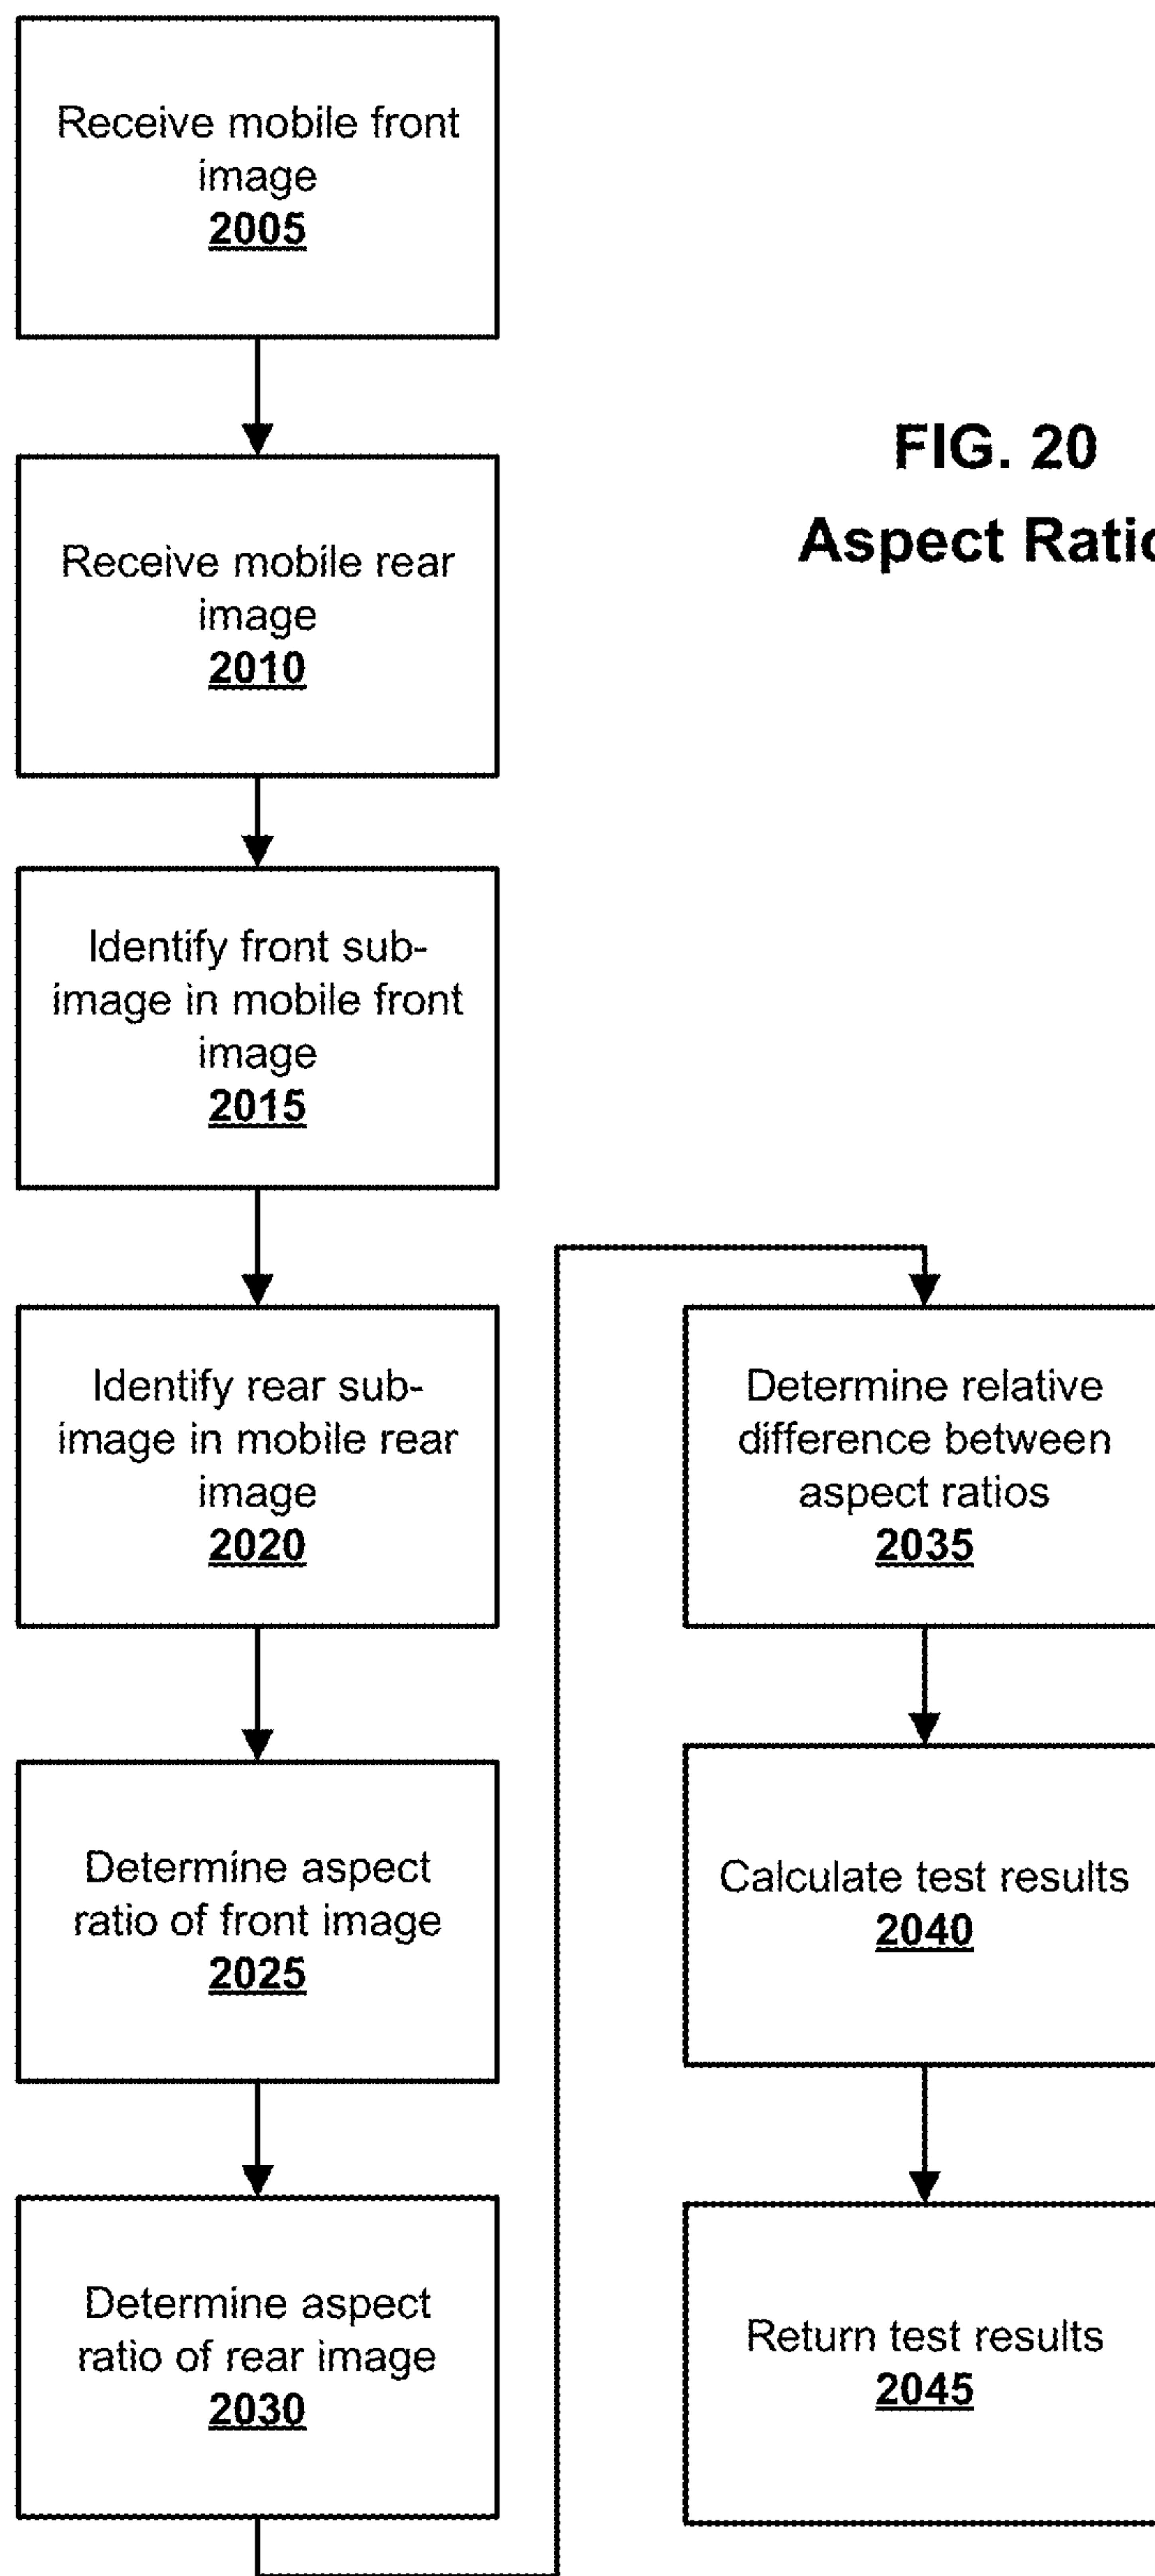 Receive mobile front
image
2005
Receive mobile rear
image
2010
Identify front sub-
image in mobile front
image
2015
Identify rear sub-
image in mobile rear
image
2020
Determine aspect
ratio of front image
2025
Determine aspect
ratio of rear image
2030
FIG. 20
Aspect Ratio
Determine relative
difference between
aspect ratios
2035
Calculate test results
2040
Return test results
2045